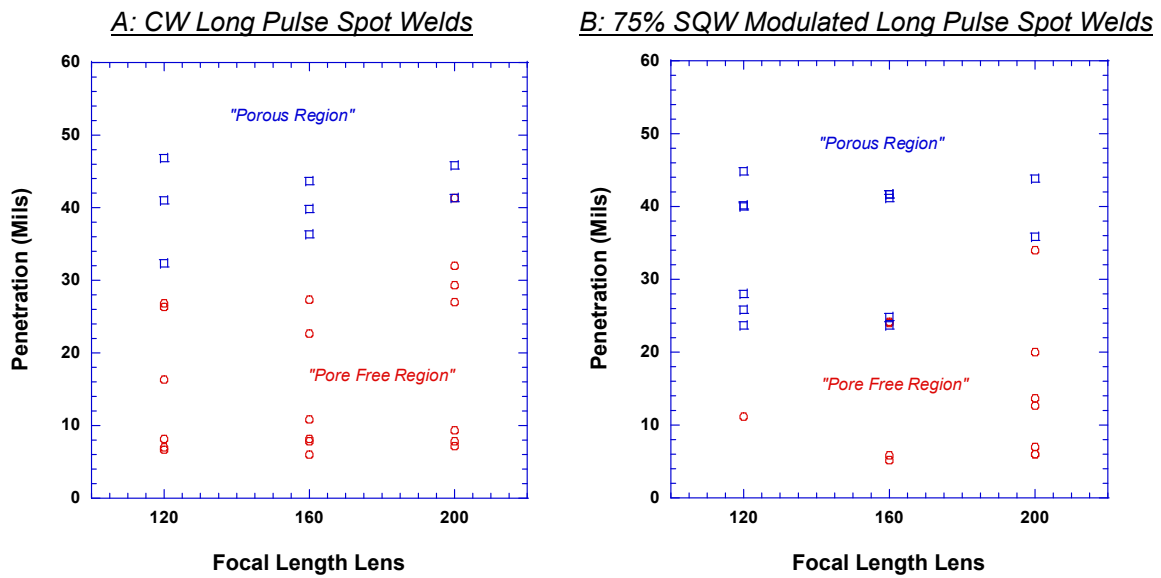 A: CW Long Pulse Spot Welds
60
50
40
30
20
10
0
120
160
200
Penetration (Mils)
Focal Length Lens
"Porous Region"
"Pore Free Region"
B: 75% SQW Modulated Long Pulse Spot Welds
60
50
40
30
20
10
0
120
160
200
Penetration (Mils)
Focal Length Lens
"Porous Region"
"Pore Free Region"